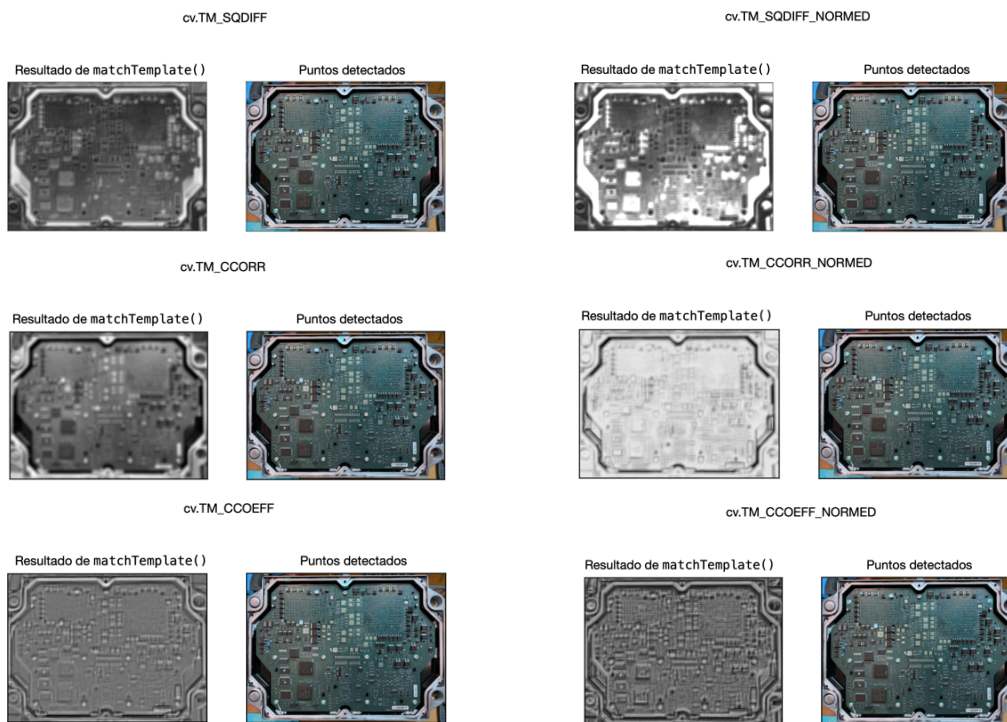 cv.TM_SQDIFF
cv.TM_SQDIFF_NORMED
Resultado de matchTemplate()
Puntos detectados
Resultado de matchTemplate()
Puntos detectados
cv.TM_CCORR
cv.TM_CCORR_NORMED
Resultado de matchTemplate()
Puntos detectados
Resultado de matchTemplate()
Puntos detectados
cv.TM_CCOEFF
cv.TM_CCOEFF_NORMED
Resultado de matchTemplate()
Puntos detectados
Resultado de matchTemplate()
Puntos detectados